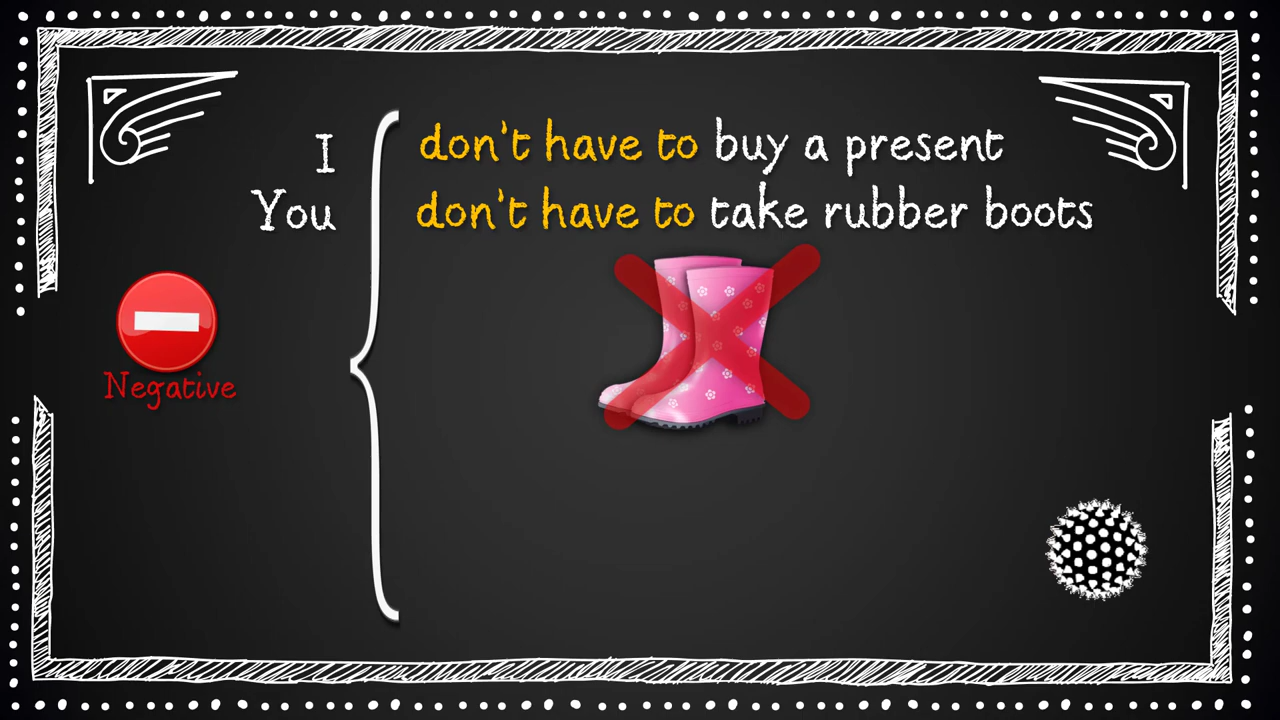 I don't have to buy a present
You don't have to take rubber boots
Negative